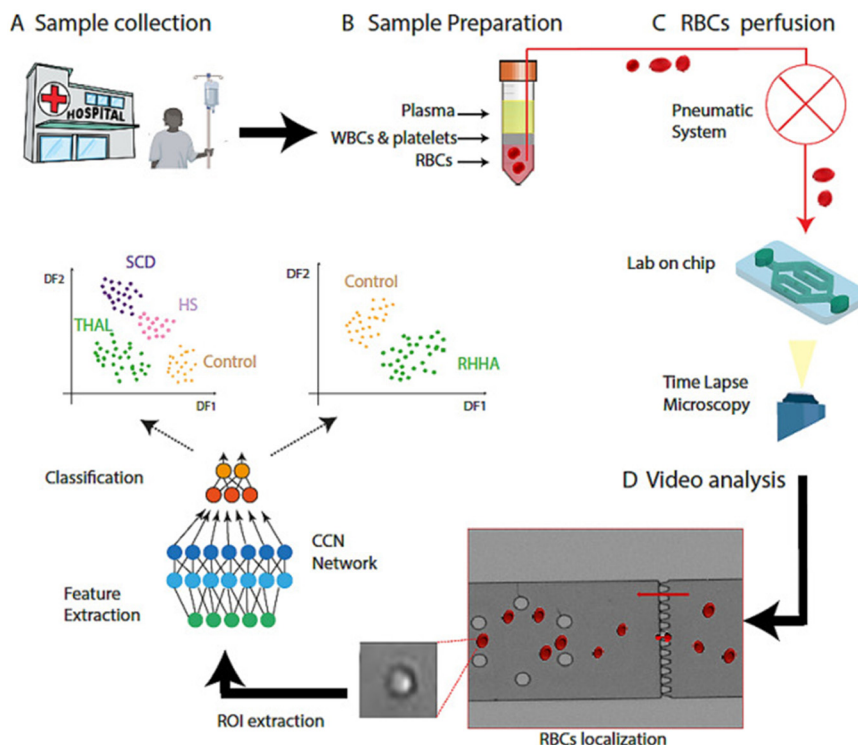 A Sample collection
B Sample Preparation
C RBCs perfusion
HOSPITAL
Plasma
WBCs & platelets
RBCs
Pneumatic
System
Lab on chip
Time Lapse
Microscopy
DF2
SCD
HS
THAL
Control
DF1
DF2
Control
RHHA
DF1
Classification
CCN
Network
Feature
Extraction
D Video analysis
ROI extraction
RBCs localization